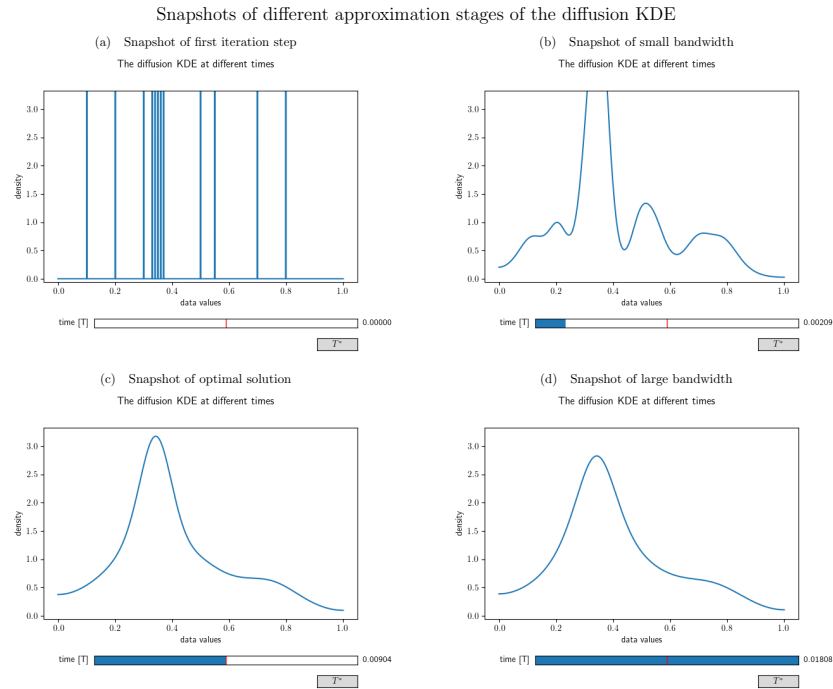 Snapshots of different approximation stages of the diffusion KDE
(a) Snapshot of first iteration step
The diffusion KDE at different times
density
3.0
2.5
2.0
1.5
1.0
0.5
0.0
0.0 0.2 0.4 0.6 0.8 1.0
data values
time [T] 0.00000
T*
(b) Snapshot of small bandwidth
The diffusion KDE at different times
density
3.0
2.5
2.0
1.5
1.0
0.5
0.0
0.0 0.2 0.4 0.6 0.8 1.0
data values
time [T] 0.00209
T*
(c) Snapshot of optimal solution
The diffusion KDE at different times
density
3.0
2.5
2.0
1.5
1.0
0.5
0.0
0.0 0.2 0.4 0.6 0.8 1.0
data values
time [T] 0.00904
T*
(d) Snapshot of large bandwidth
The diffusion KDE at different times
density
3.0
2.5
2.0
1.5
1.0
0.5
0.0
0.0 0.2 0.4 0.6 0.8 1.0
data values
time [T] 0.01808
T*